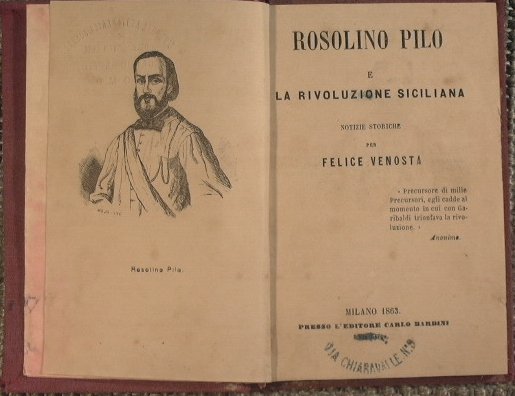 Rosolino Pilo.
ROSOLINO PILO
E
LA RIVOLUZIONE SICILIANA
NOTIZIE STORICHE
PER
FELICE VENOSTA
« Precursore di mille
Precursori, egli cadde al
momento in cui con Ga-
ribaldi trionfava la rivo-
luzione. »
Anonimo.
MILANO 1863.
PRESSO L'EDITORE CARLO BARBINI
VIA CHIARAVALLE N. 9